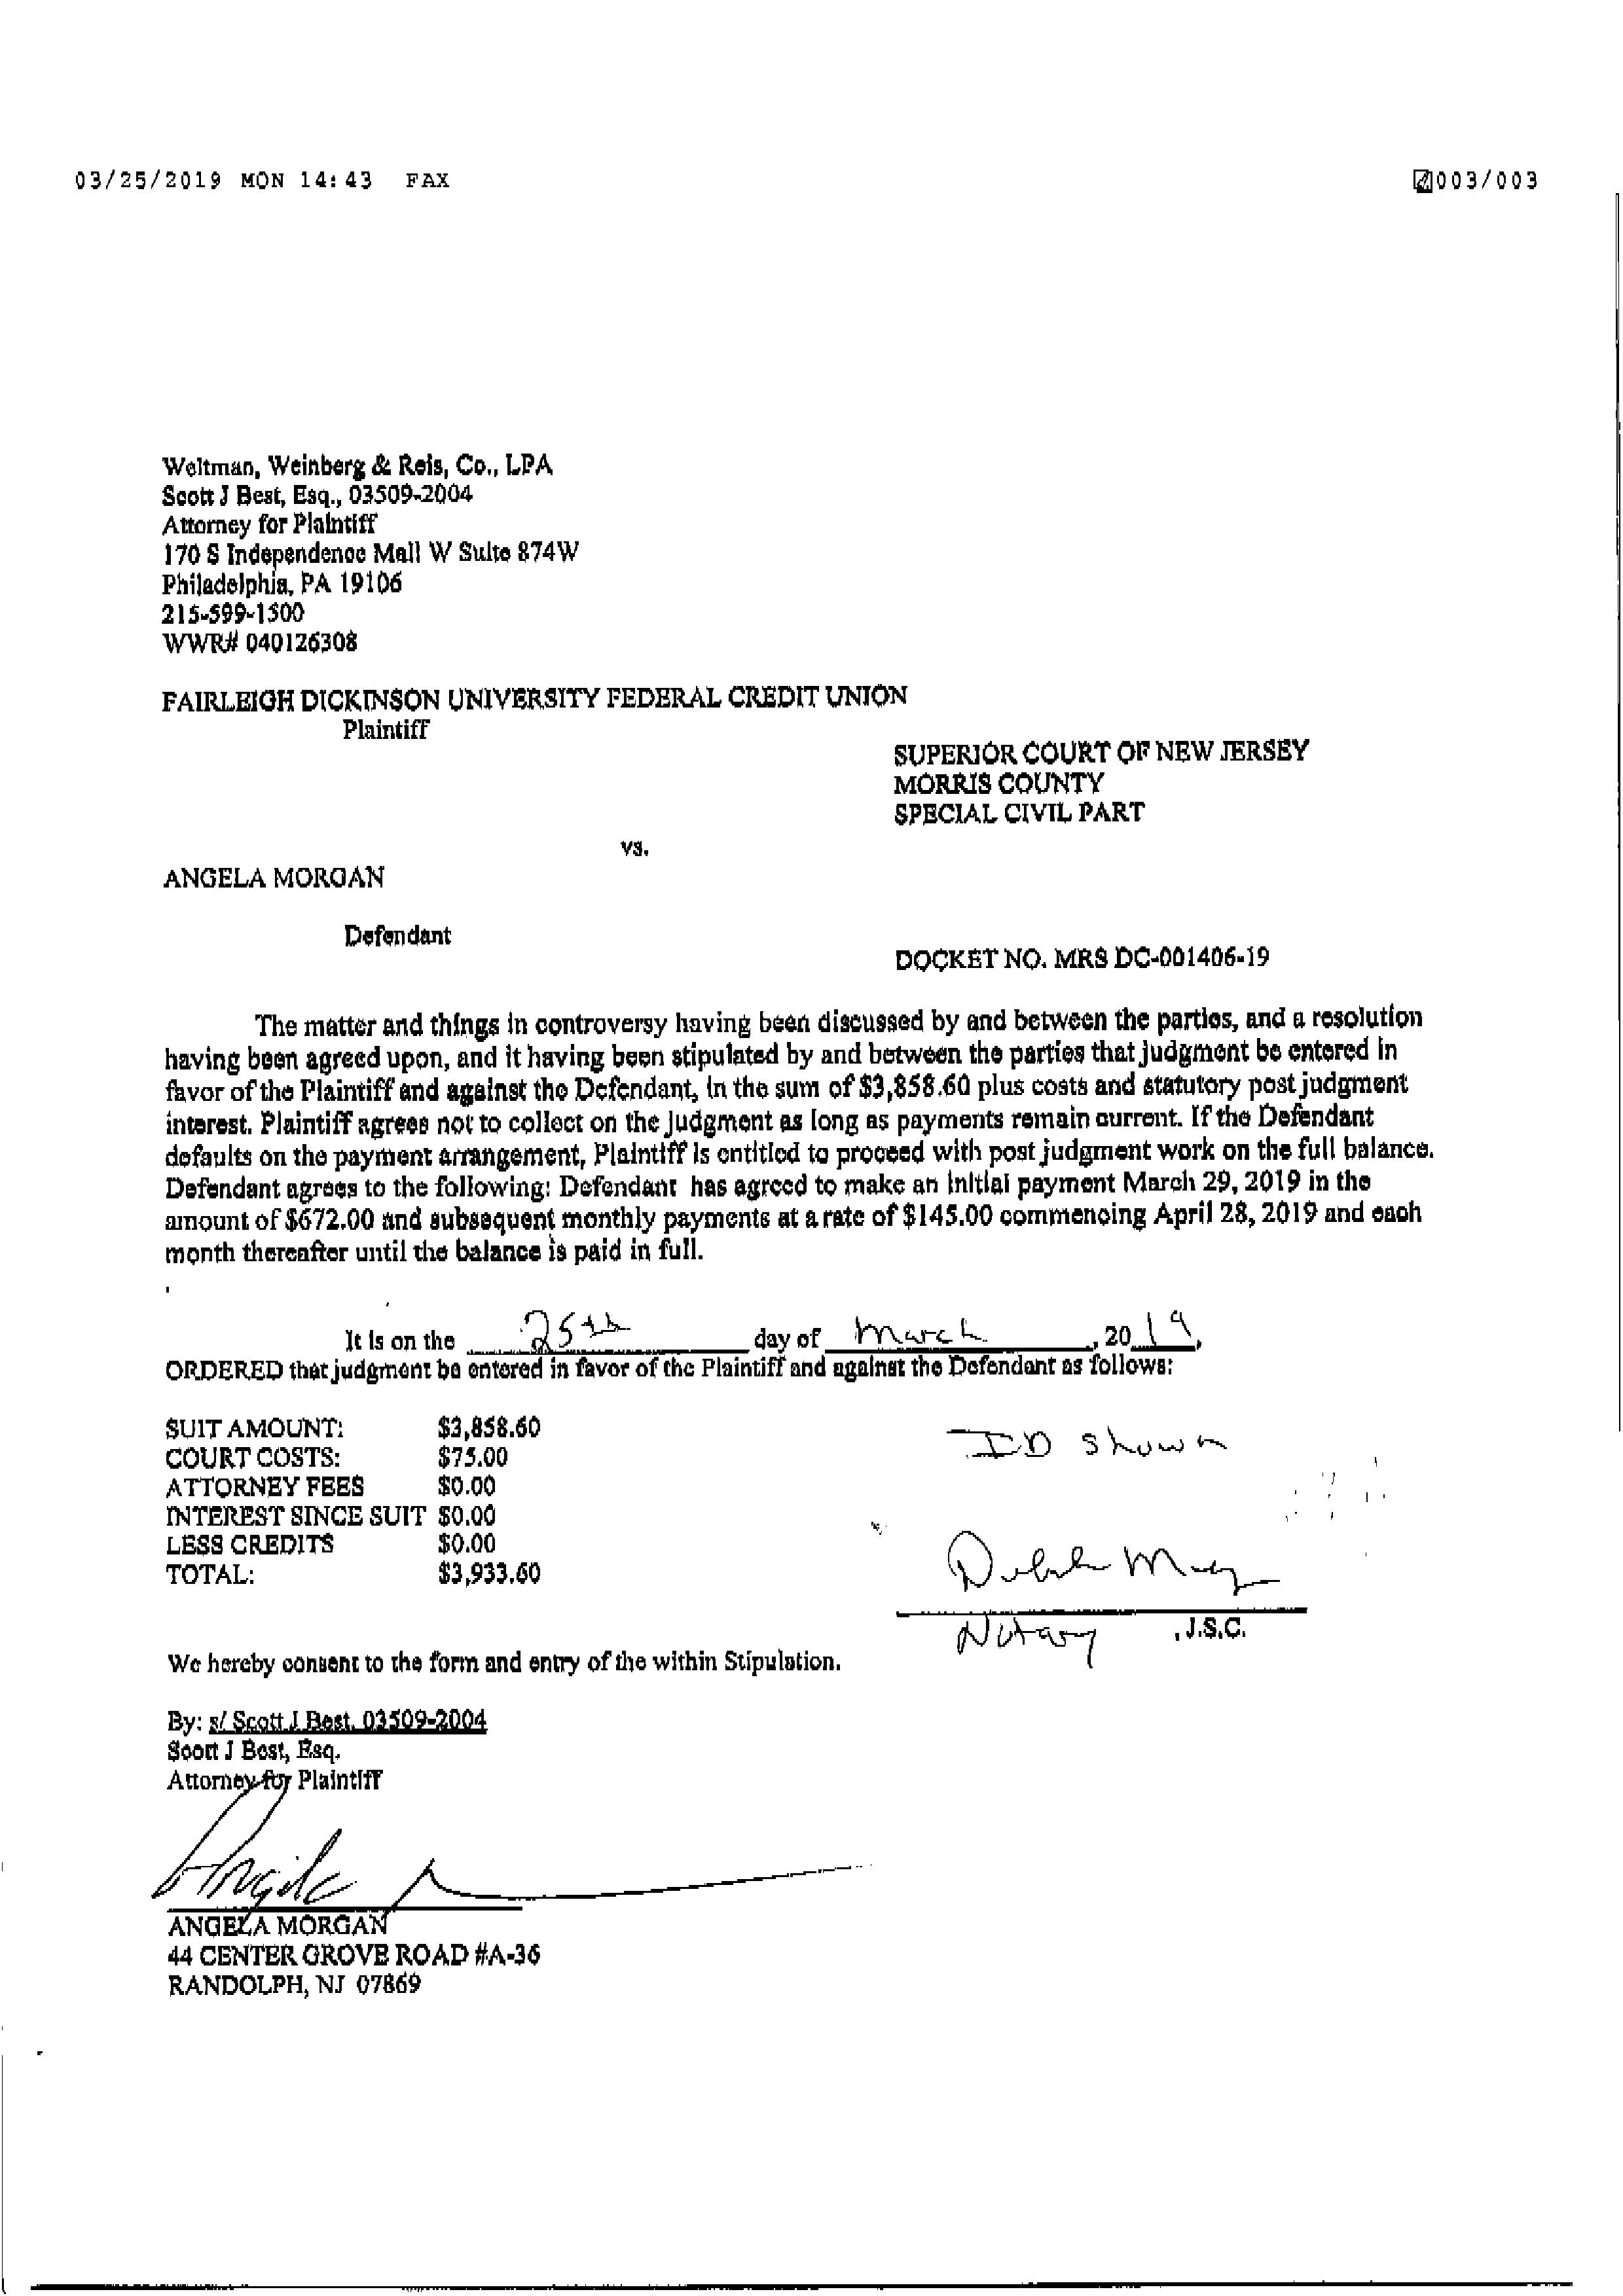 03/25/2019 MON 14:43 FAX 003/003
Weltman, Weinberg & Reis, Co., LPA
Scott J Best, Esq., 03509-2004
Attorney for Plaintiff
170 S Independence Mall W Suite 874W
Philadelphia, PA 19106
215-599-1500
WWR# 040126308
FAIRLEIGH DICKINSON UNIVERSITY FEDERAL CREDIT UNION
Plaintiff
SUPERIOR COURT OF NEW JERSEY
MORRIS COUNTY
SPECIAL CIVIL PART
vs.
ANGELA MORGAN
Defendant
DOCKET NO. MRS DC-001406-19
The matter and things in controversy having been discussed by and between the parties, and a resolution
having been agreed upon, and it having been stipulated by and between the parties that judgment be entered in
favor of the Plaintiff and against the Defendant, in the sum of $3,858.60 plus costs and statutory post judgment
interest. Plaintiff agrees not to collect on the judgment as long as payments remain current. If the Defendant
defaults on the payment arrangement, Plaintiff is entitled to proceed with post judgment work on the full balance.
Defendant agrees to the following: Defendant has agreed to make an initial payment March 29, 2019 in the
amount of $672.00 and subsequent monthly payments at a rate of $145.00 commencing April 28, 2019 and each
month thereafter until the balance is paid in full.
It is on the 25th day of March, 2019,
ORDERED that judgment be entered in favor of the Plaintiff and against the Defendant as follows:
SUIT AMOUNT: $3,858.60
COURT COSTS: $75.00
ATTORNEY FEES $0.00
INTEREST SINCE SUIT $0.00
LESS CREDITS $0.00
TOTAL: $3,933.60
ID shown
Notary , J.S.C.
We hereby consent to the form and entry of the within Stipulation.
By: s/ Scott J Best, 03509-2004
Scott J Best, Esq.
Attorney for Plaintiff
Angela
ANGELA MORGAN
44 CENTER GROVE ROAD #A-36
RANDOLPH, NJ 07869